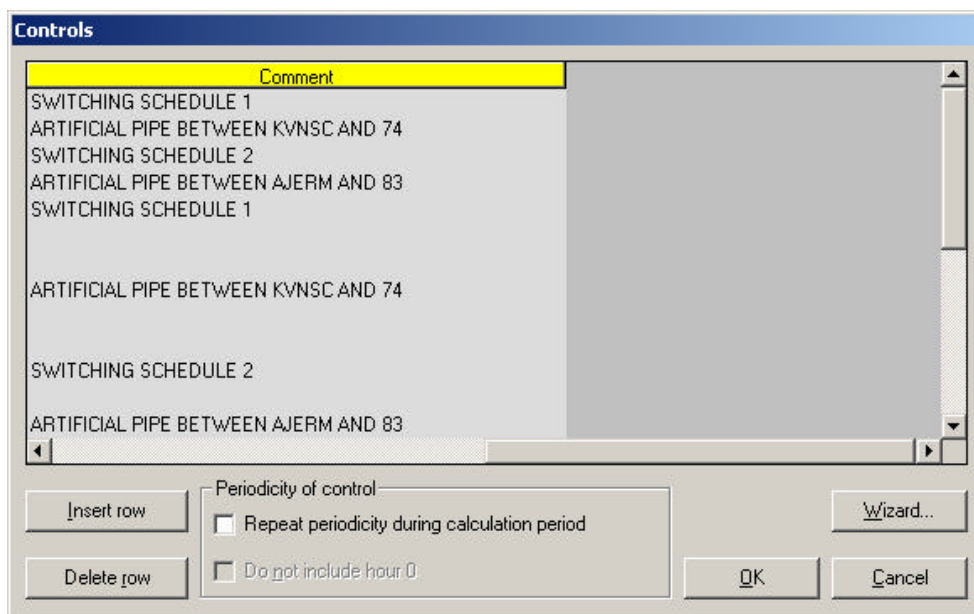 Controls
Comment
SWITCHING SCHEDULE 1
ARTIFICIAL PIPE BETWEEN KVNSC AND 74
SWITCHING SCHEDULE 2
ARTIFICIAL PIPE BETWEEN AJERM AND 83
SWITCHING SCHEDULE 1
ARTIFICIAL PIPE BETWEEN KVNSC AND 74
SWITCHING SCHEDULE 2
ARTIFICIAL PIPE BETWEEN AJERM AND 83
Insert row
Periodicity of control
Repeat periodicity during calculation period
Wizard...
Delete row
Do not include hour 0
OK
Cancel